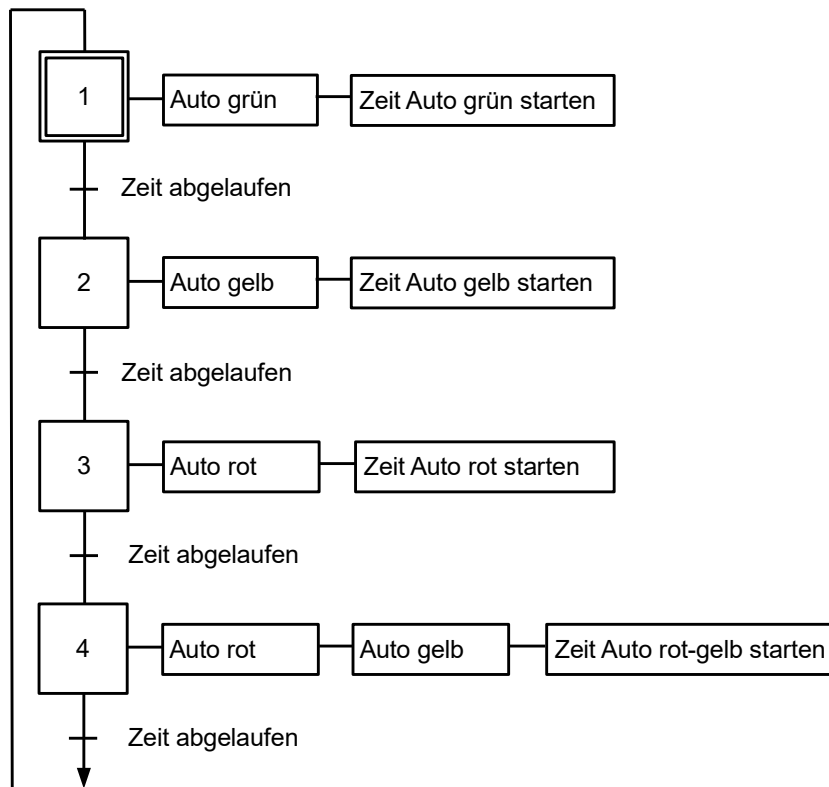 1
Auto grün
Zeit Auto grün starten
Zeit abgelaufen
2
Auto gelb
Zeit Auto gelb starten
Zeit abgelaufen
3
Auto rot
Zeit Auto rot starten
Zeit abgelaufen
4
Auto rot
Auto gelb
Zeit Auto rot-gelb starten
Zeit abgelaufen